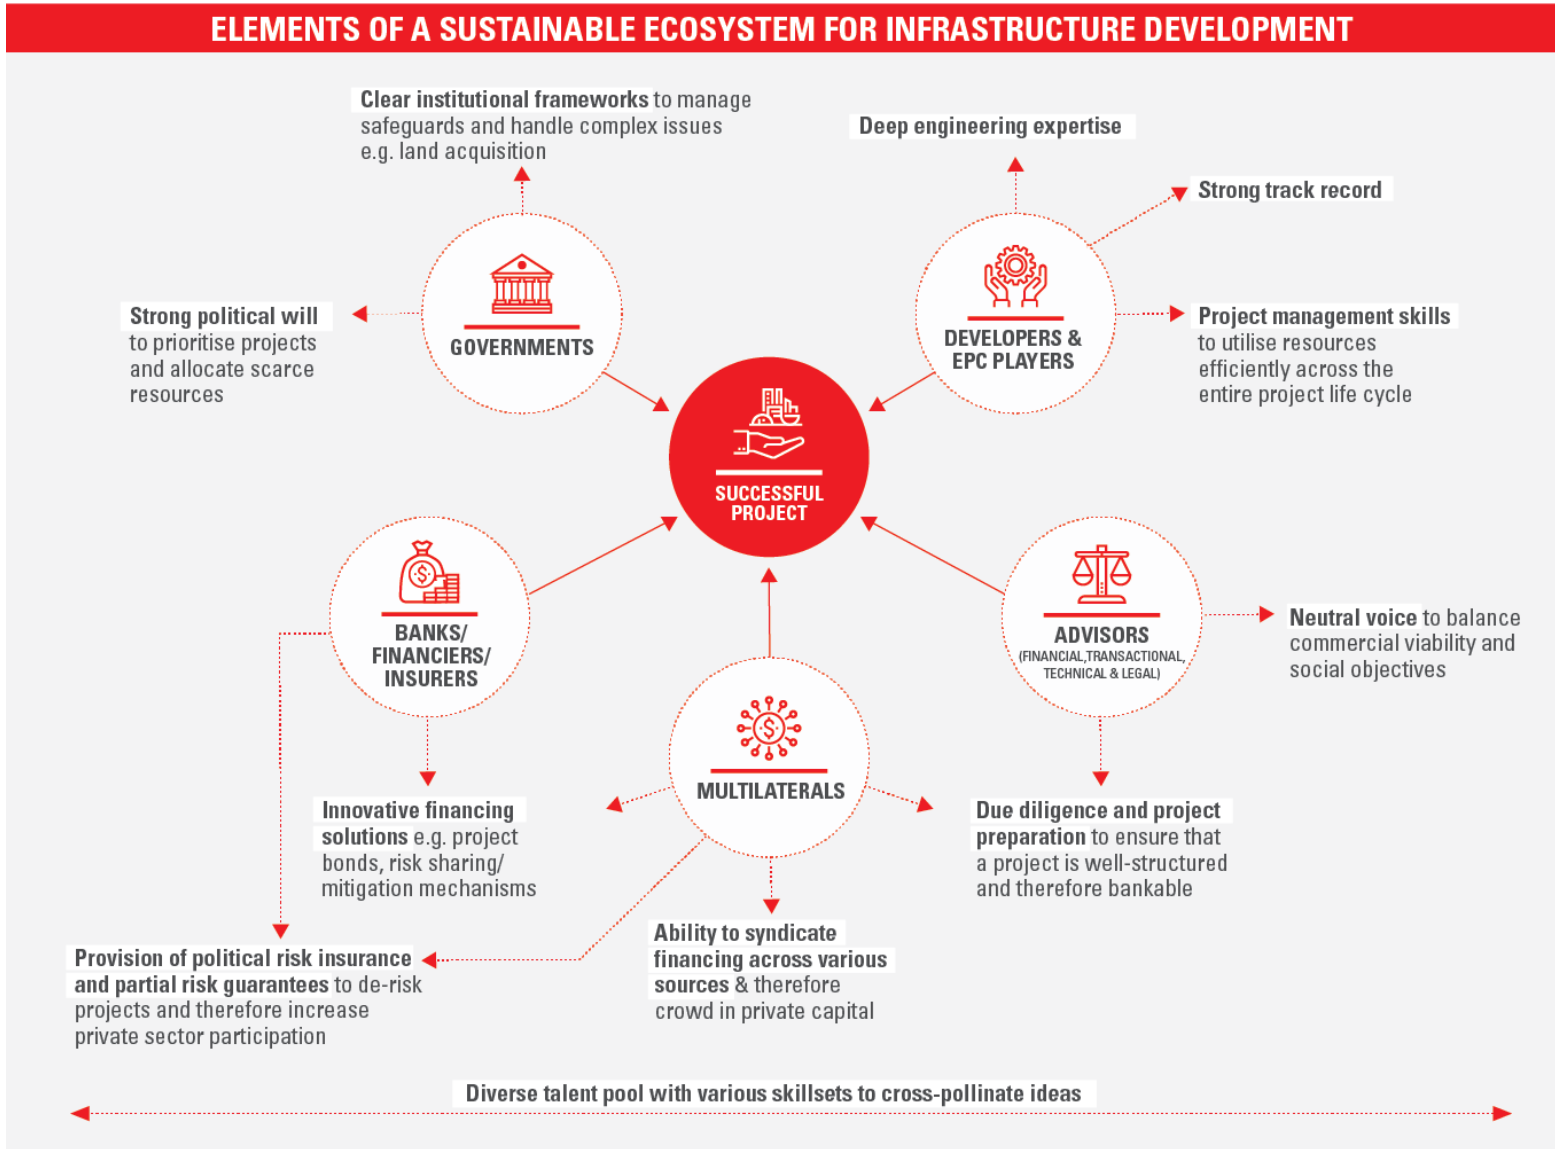 ELEMENTS OF A SUSTAINABLE ECOSYSTEM FOR INFRASTRUCTURE DEVELOPMENT
Clear institutional frameworks to manage
safeguards and handle complex issues
e.g. land acquisition
Deep engineering expertise
Strong track record
Strong political will
to prioritise projects
and allocate scarce
resources
GOVERNMENTS
DEVELOPERS &
EPC PLAYERS
Project management skills
to utilise resources
efficiently across the
entire project life cycle
SUCCESSFUL
PROJECT
BANKS/
FINANCIERS/
INSURERS
ADVISORS
(FINANCIAL,TRANSACTIONAL,
TECHNICAL & LEGAL)
Neutral voice to balance
commercial viability and
social objectives
MULTILATERALS
Innovative financing
solutions e.g. project
bonds, risk sharing/
mitigation mechanisms
Due diligence and project
preparation to ensure that
a project is well-structured
and therefore bankable
Provision of political risk insurance
and partial risk guarantees to de-risk
projects and therefore increase
private sector participation
Ability to syndicate
financing across various
sources & therefore
crowd in private capital
Diverse talent pool with various skillsets to cross-pollinate ideas